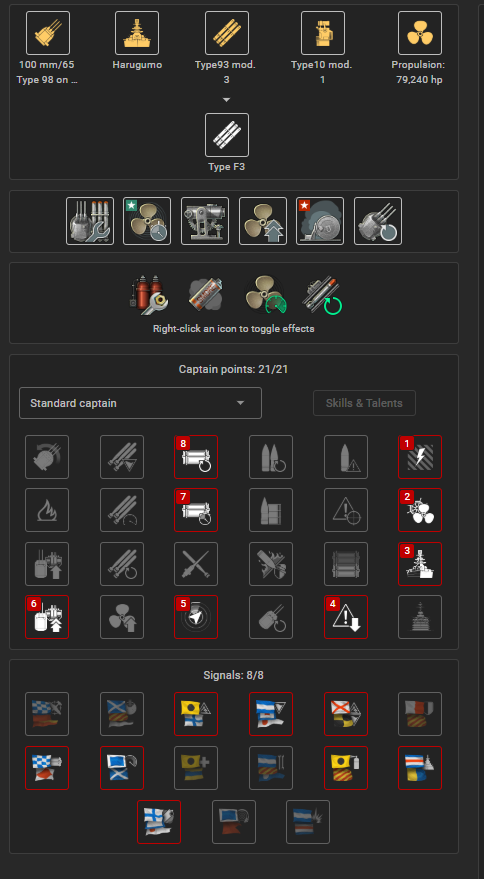 100 mm/65
Type 98 on ...
Harugumo
Type93 mod.
3
Type10 mod.
1
Propulsion:
79,240 hp
Type F3
Right-click an icon to toggle effects
Captain points: 21/21
Standard captain
Skills & Talents
8
1
7
2
3
6
5
4
Signals: 8/8